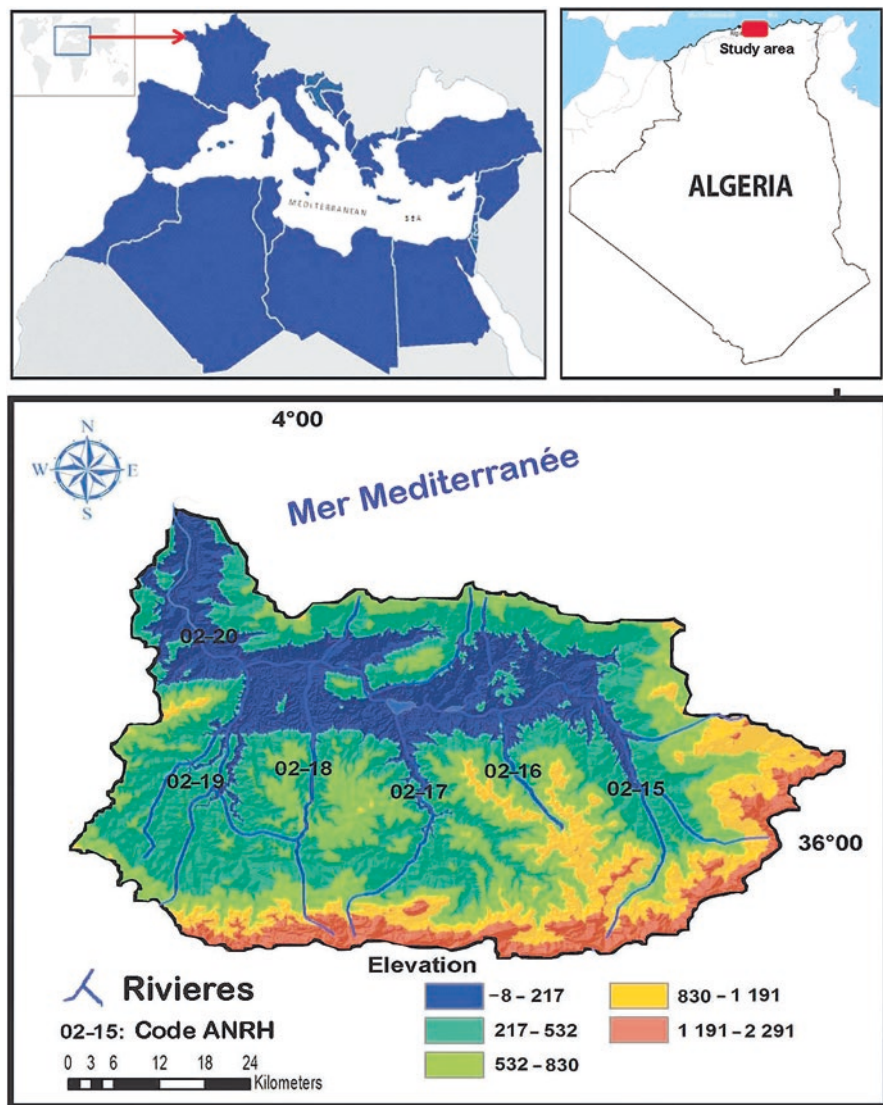 MEDITERRANEAN SEA
Study area
ALGERIA
4°00
N
W E
S
Mer Mediterranée
02-20
02-19
02-18
02-17
02-16
02-15
36°00
Elevation
Rivieres
02-15: Code ANRH
0 3 6 12 18 24
Kilometers
-8 - 217
217 - 532
532 - 830
830 - 1 191
1 191 - 2 291